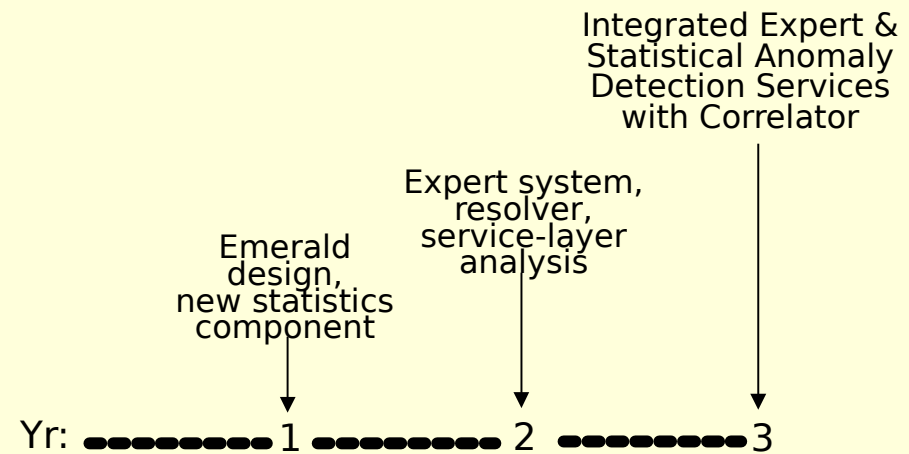 Integrated Expert &
Statistical Anomaly
Detection Services
with Correlator
Expert system,
resolver,
service-layer
analysis
Emerald
design,
new statistics
component
Yr: 1 2 3